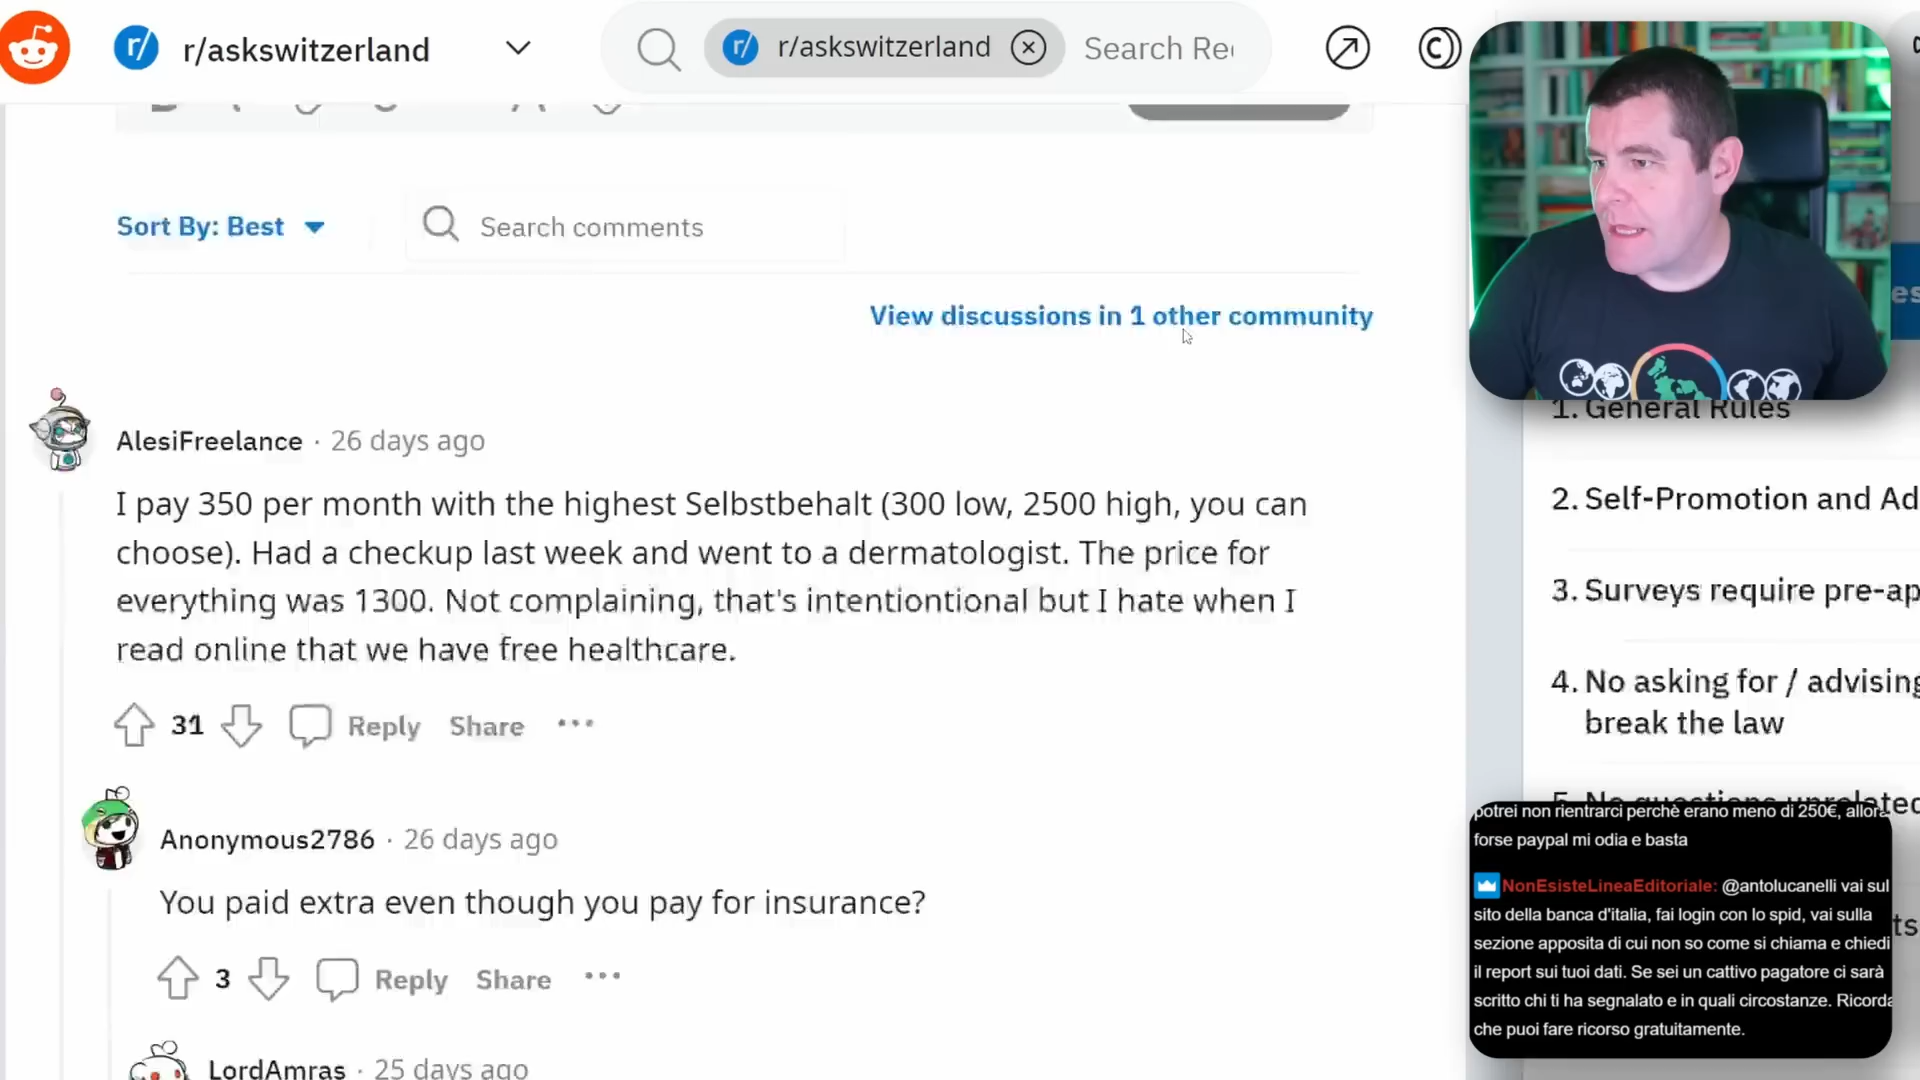 r/askswitzerland
r/askswitzerland
Search Re
Sort By: Best
Search comments
View discussions in 1 other community
AlesiFreelance · 26 days ago
I pay 350 per month with the highest Selbstbehalt (300 low, 2500 high, you can
choose). Had a checkup last week and went to a dermatologist. The price for
everything was 1300. Not complaining, that's intentiontional but I hate when I
read online that we have free healthcare.
31 Reply Share ...
Anonymous2786 · 26 days ago
You paid extra even though you pay for insurance?
3 Reply Share ...
LordAmras · 25 days ago
1. General Rules
2. Self-Promotion and Ad
3. Surveys require pre-ap
4. No asking for / advising
break the law
5. No questions unrelated
potrei non rientrarci perchè erano meno di 250€, allora
forse paypal mi odia e basta
NonEsisteLineaEditoriale: @antolucanelli vai sul
sito della banca d'italia, fai login con lo spid, vai sulla
sezione apposita di cui non so come si chiama e chiedi
il report sui tuoi dati. Se sei un cattivo pagatore ci sarà
scritto chi ti ha segnalato e in quali circostanze. Ricorda
che puoi fare ricorso gratuitamente.